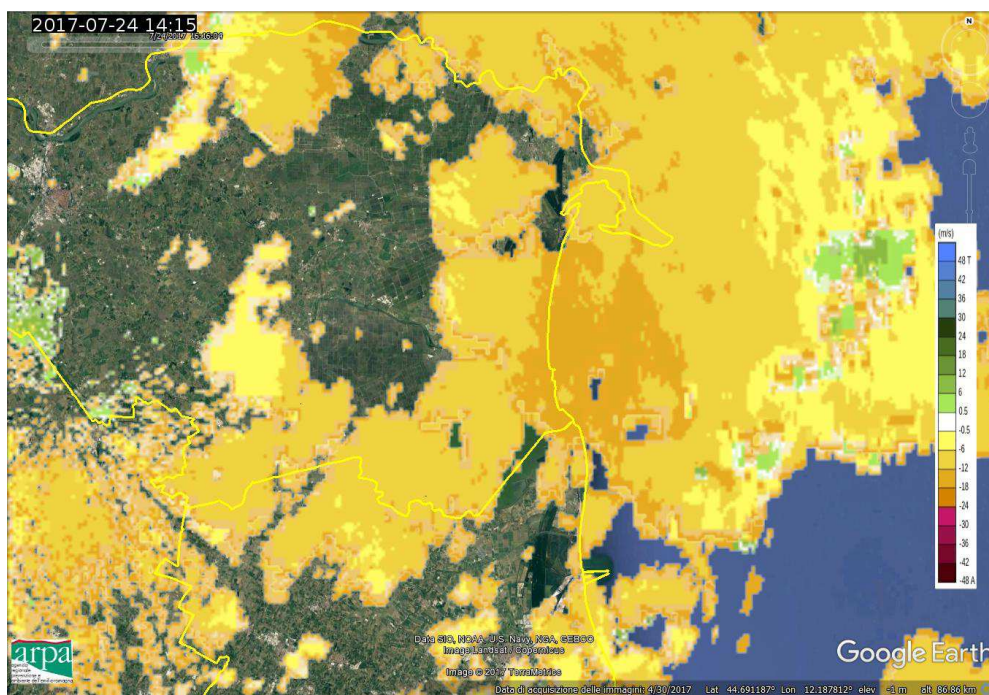 2017-07-24 14:15
N
(m/s)
48 T
42
36
30
24
18
12
6
0.5
-0.5
-6
-12
-18
-24
-30
-36
-42
-48 A
arpa
Data SIO, NOAA, U.S. Navy, NGA, GEBCO
Image Landsat / Copernicus
Image © 2017 TerraMetrics
Google Earth
Data di acquisizione delle immagini: 4/30/2017 Lat 44.691187° Lon 12.187812° elev -1 m alt 86.86 km